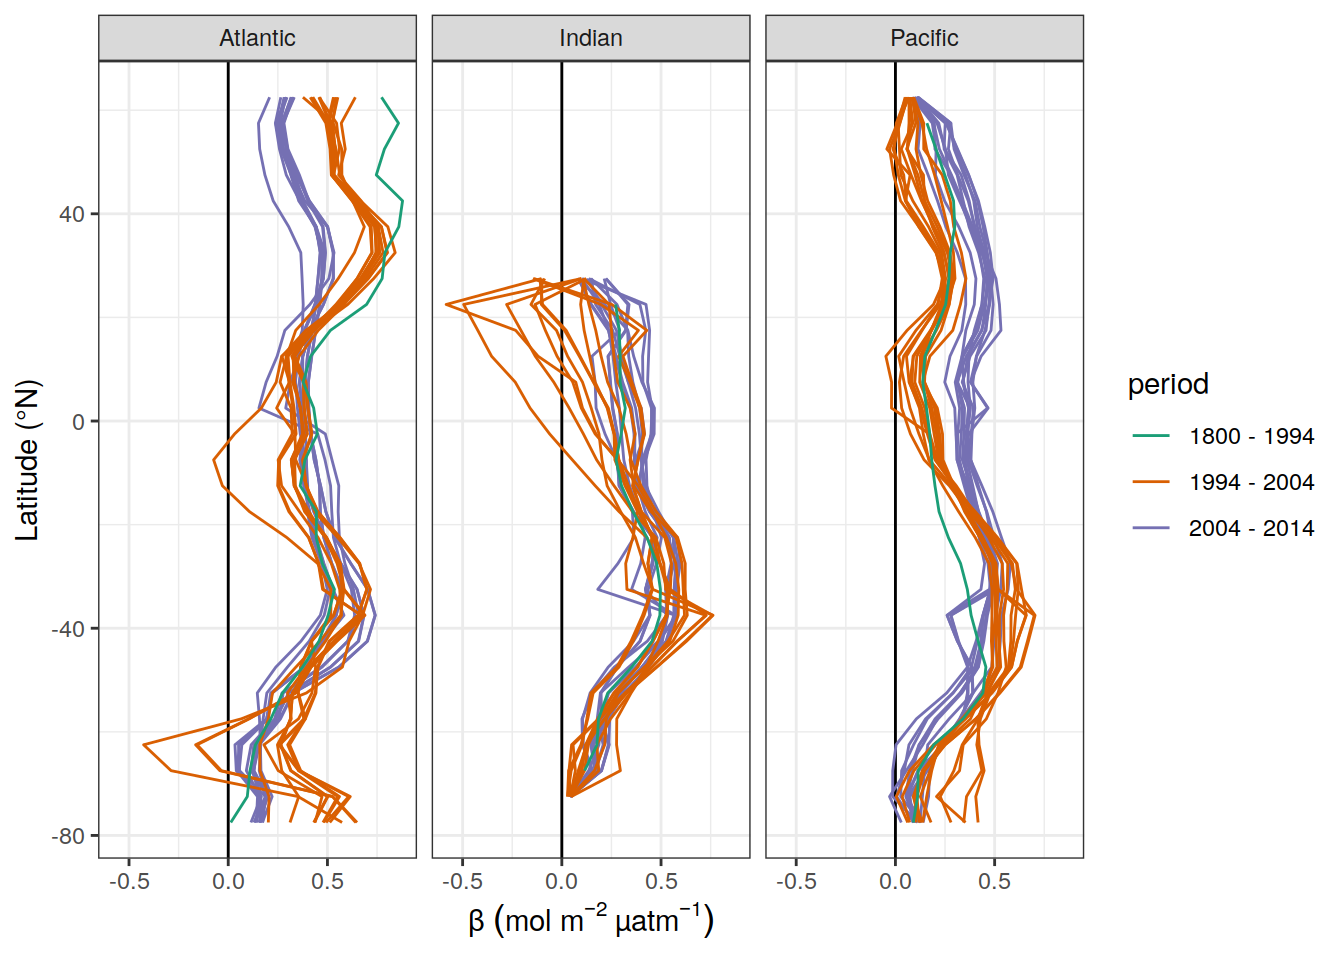 Atlantic Indian Pacific
40
0
-40
-80
Latitude (°N)
-0.5 0.0 0.5 -0.5 0.0 0.5 -0.5 0.0 0.5
β (mol m⁻² µatm⁻¹)
period
1800 - 1994
1994 - 2004
2004 - 2014